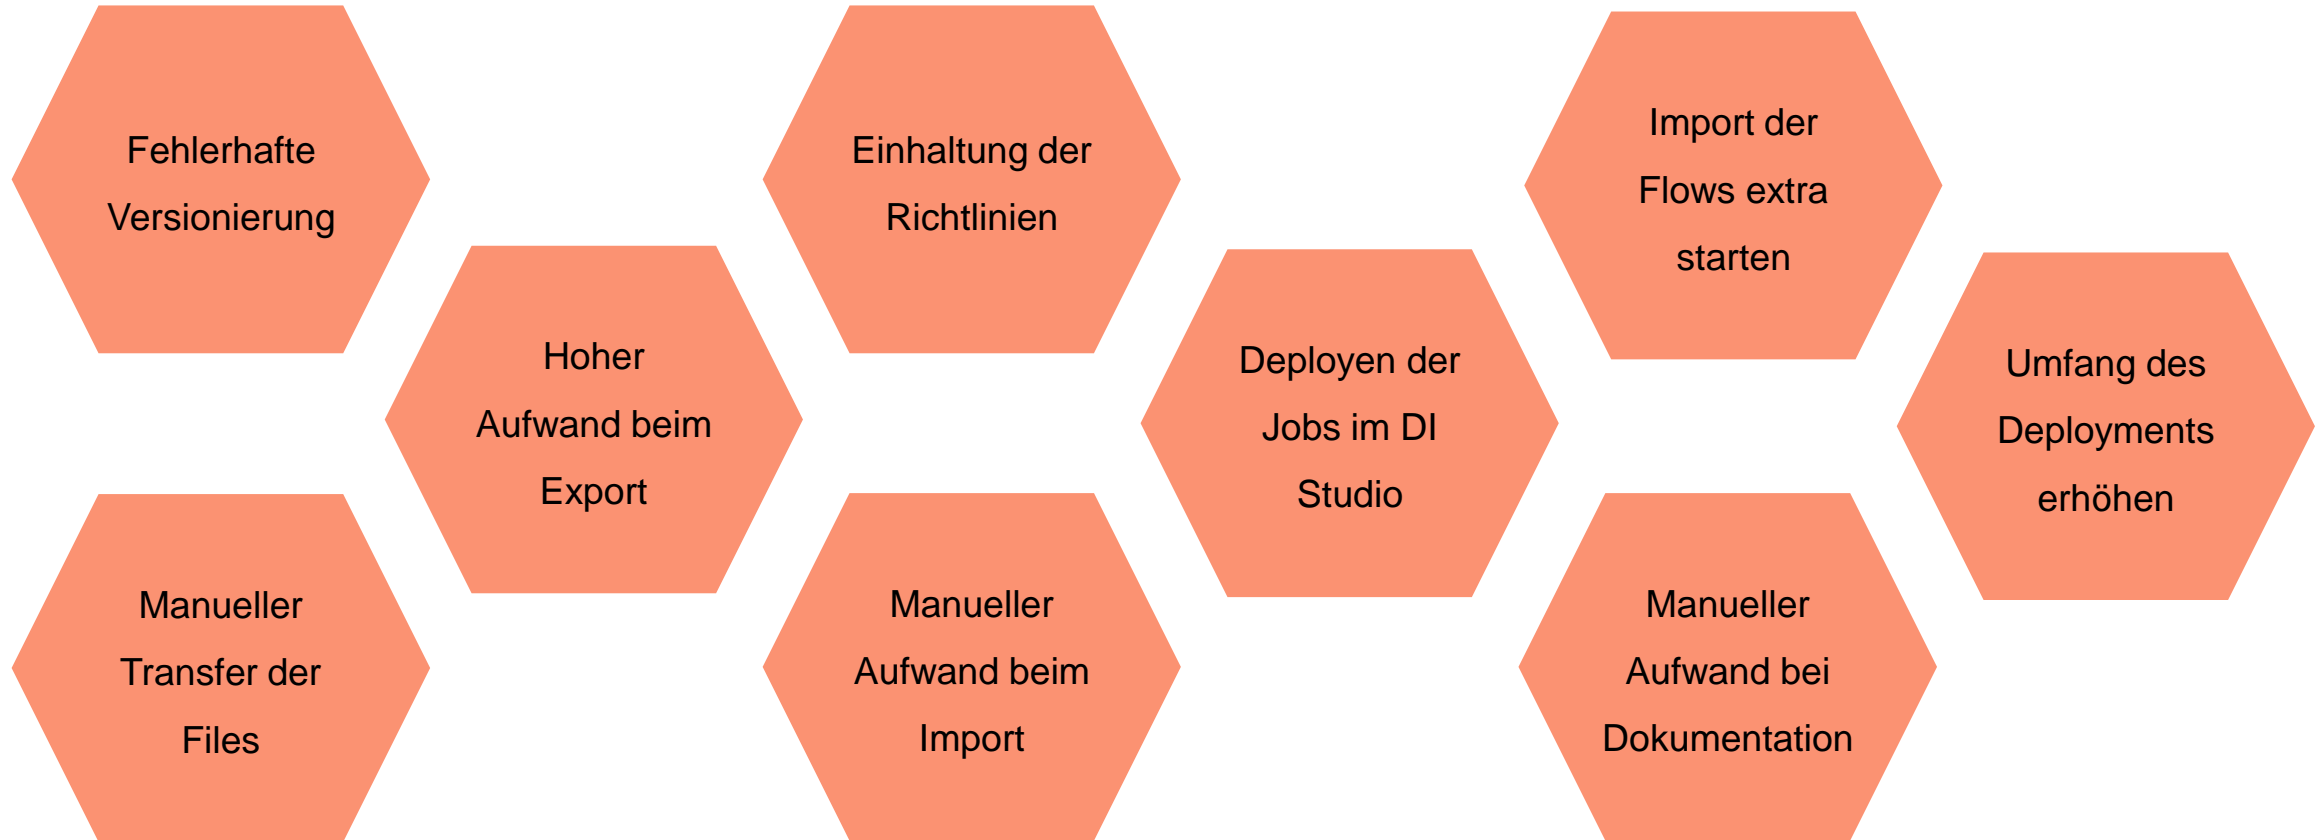 Fehlerhafte
Versionierung
Einhaltung der
Richtlinien
Import der
Flows extra
starten
Hoher
Aufwand beim
Export
Deployen der
Jobs im DI
Studio
Umfang des
Deployments
erhöhen
Manueller
Transfer der
Files
Manueller
Aufwand beim
Import
Manueller
Aufwand bei
Dokumentation